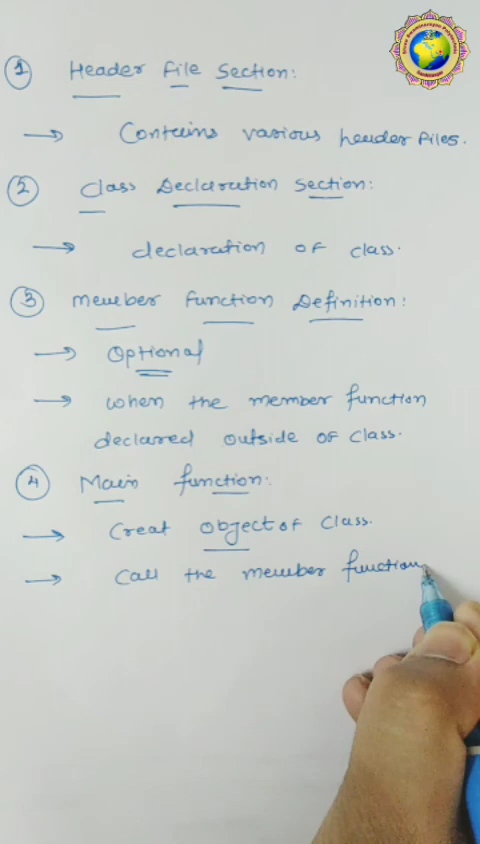 1 Header File Section:
→ Contains various header files.
2 Class Declaration Section:
→ declaration of class.
3 Member Function Definition:
→ Optional
→ When the member function
declared outside of class.
4 Main function:
→ Creat object of class.
→ Call the member function